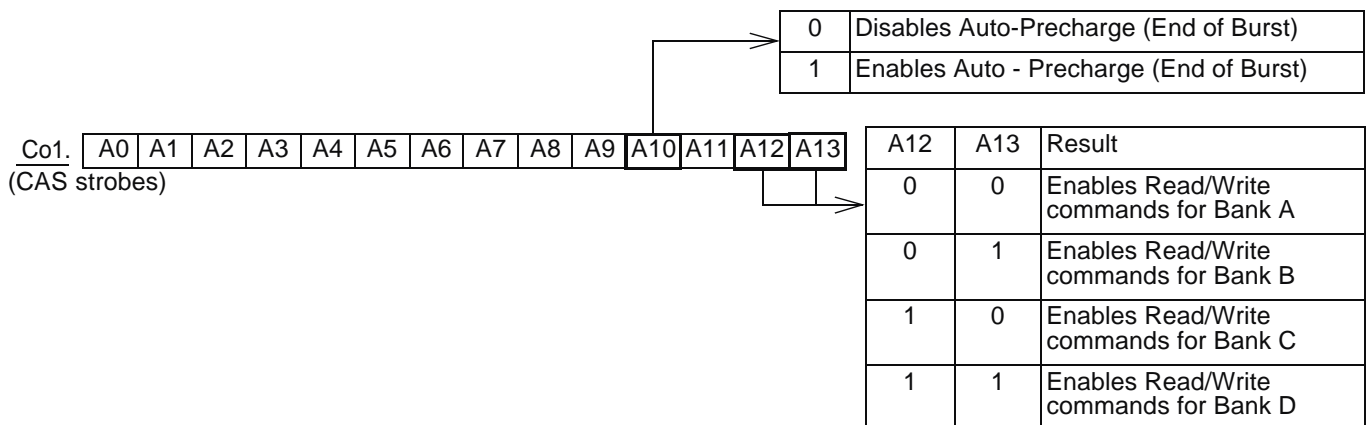 0 Disables Auto-Precharge (End of Burst)
1 Enables Auto - Precharge (End of Burst)
Co1. A0 A1 A2 A3 A4 A5 A6 A7 A8 A9 A10 A11 A12 A13
(CAS strobes)
A12 A13 Result
0 0 Enables Read/Write
commands for Bank A
0 1 Enables Read/Write
commands for Bank B
1 0 Enables Read/Write
commands for Bank C
1 1 Enables Read/Write
commands for Bank D